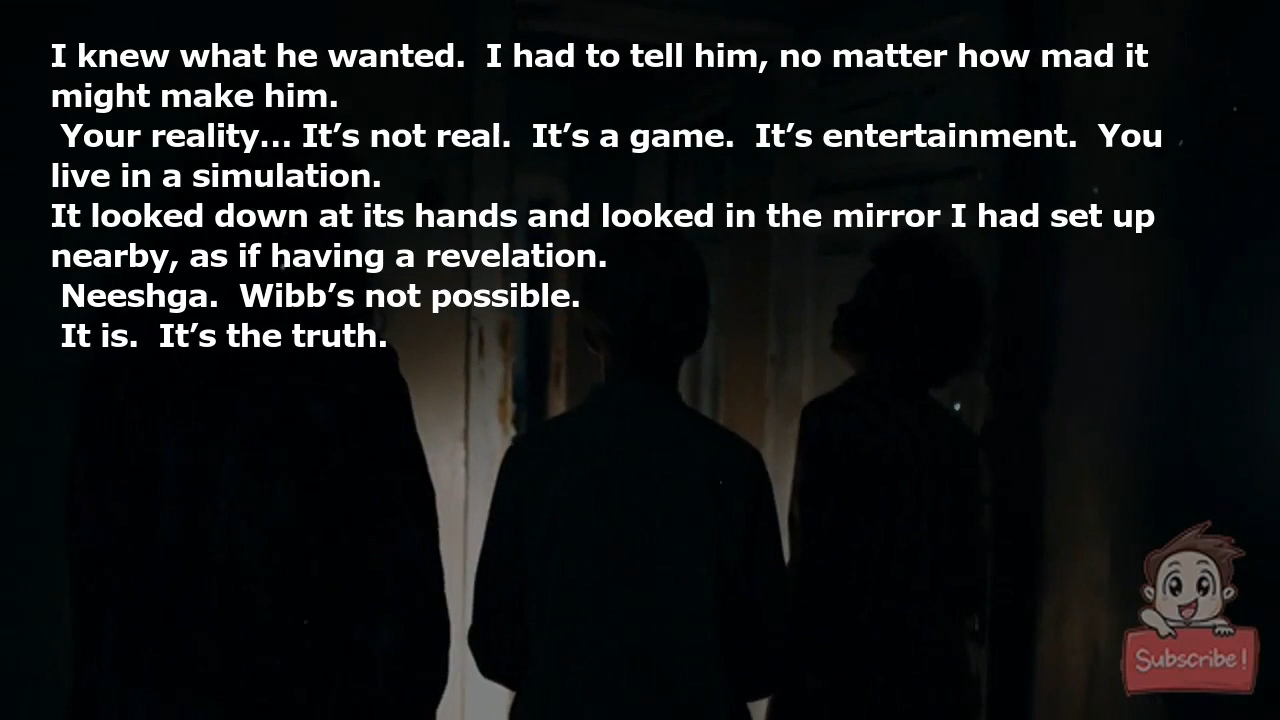 I knew what he wanted.  I had to tell him, no matter how mad it
might make him.
Your reality… It’s not real.  It’s a game.  It’s entertainment.  You
live in a simulation.
It looked down at its hands and looked in the mirror I had set up
nearby, as if having a revelation.
Neeshga.  Wibb’s not possible.
It is.  It’s the truth.
Subscribe!